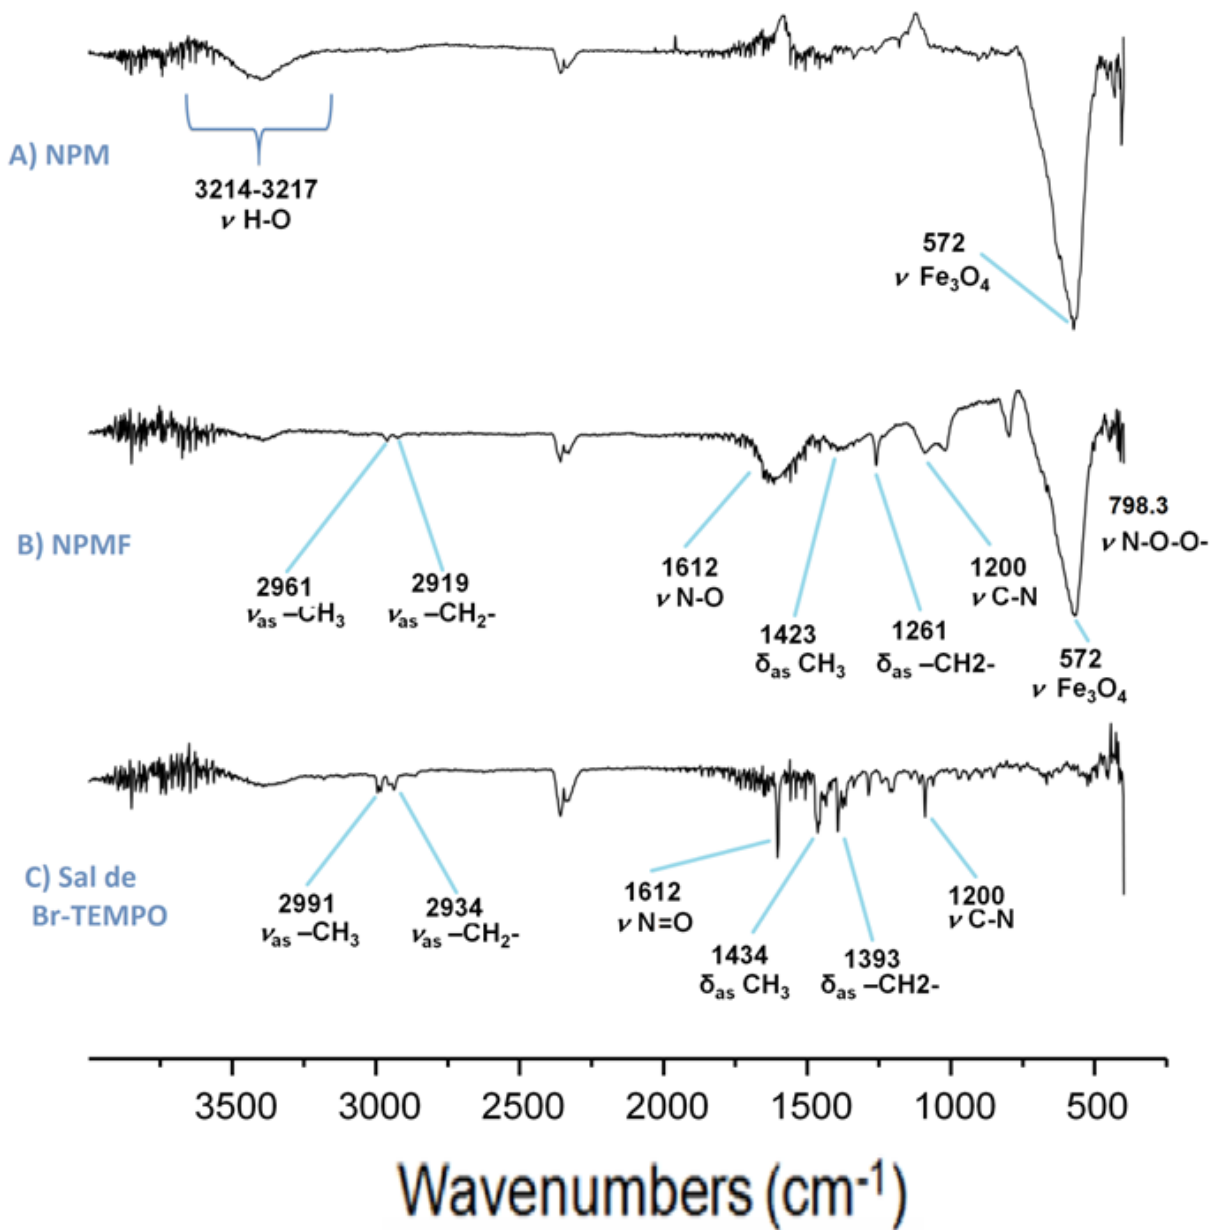 A) NPM
3214-3217
ν H-O
572
ν Fe₃O₄
B) NPMF
2961
νas –CH₃
2919
νas –CH₂-
1612
ν N-O
1423
δas CH₃
1261
δas –CH2-
1200
ν C-N
572
ν Fe₃O₄
798.3
ν N-O-O-
C) Sal de
Br-TEMPO
2991
νas –CH₃
2934
νas –CH₂-
1612
ν N=O
1434
δas CH₃
1393
δas –CH2-
1200
ν C-N
3500 3000 2500 2000 1500 1000 500
Wavenumbers (cm⁻¹)